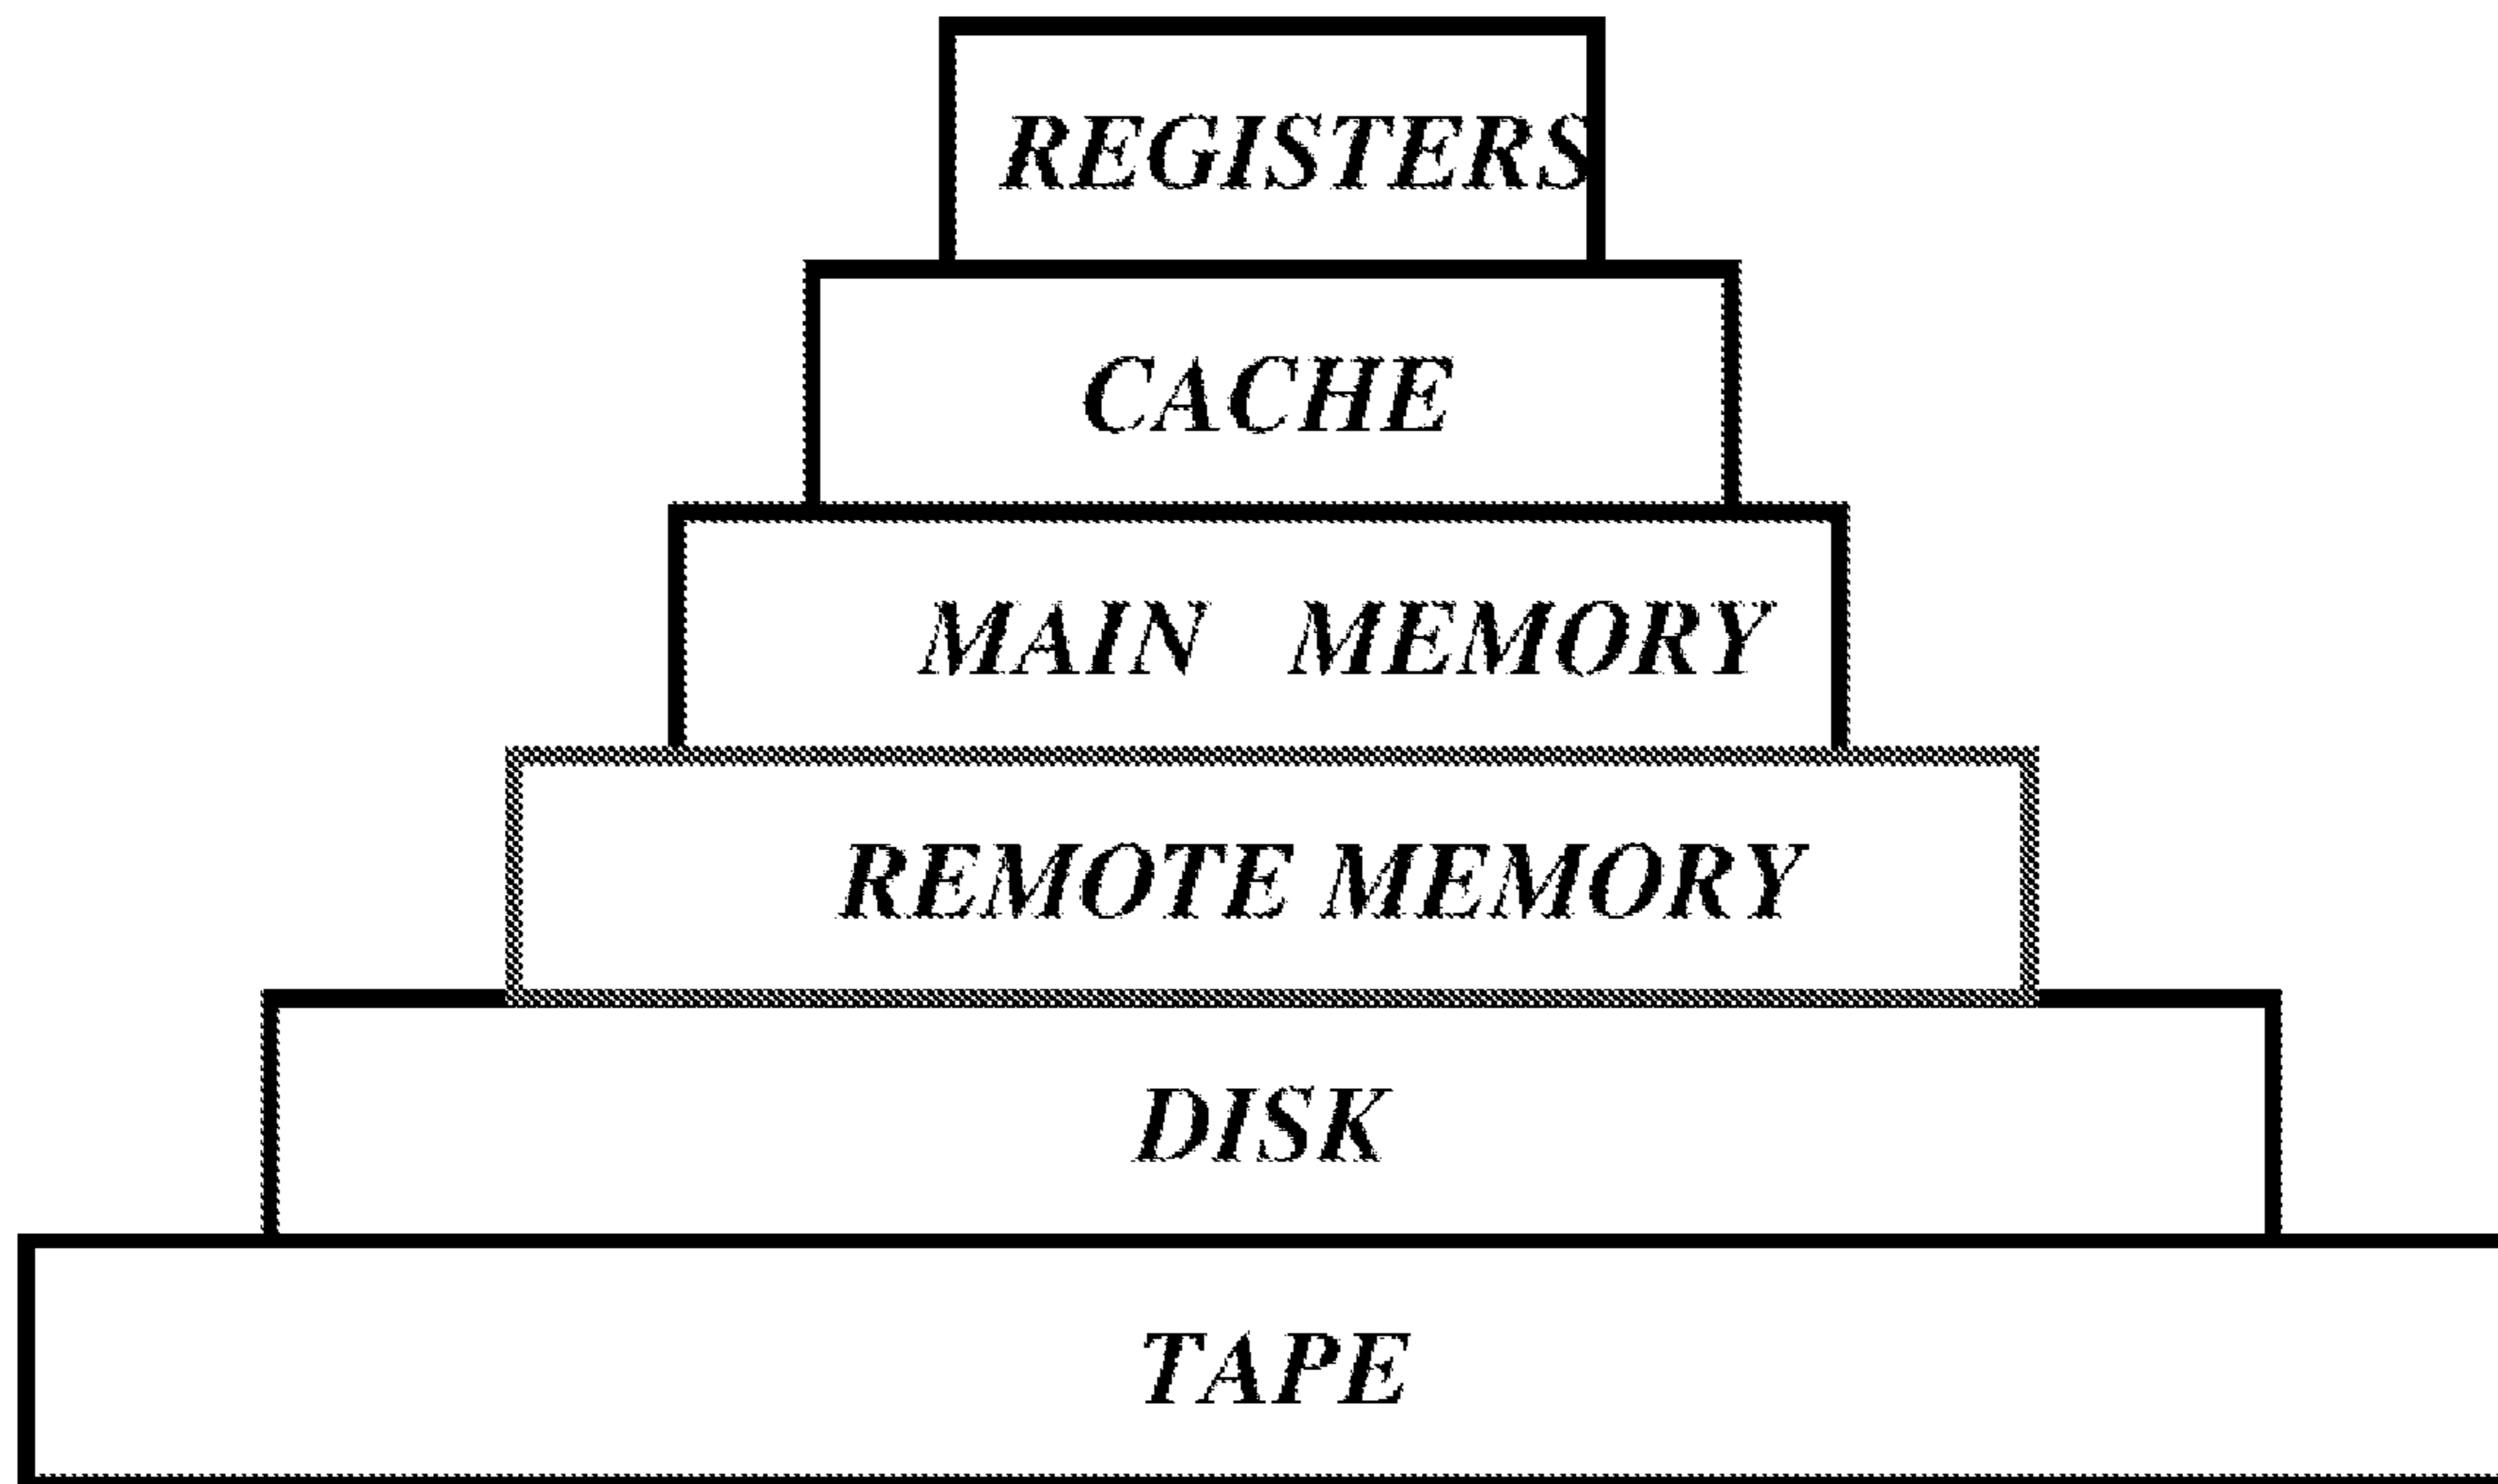 REGISTERS
CACHE
MAIN MEMORY
REMOTE MEMORY
DISK
TAPE